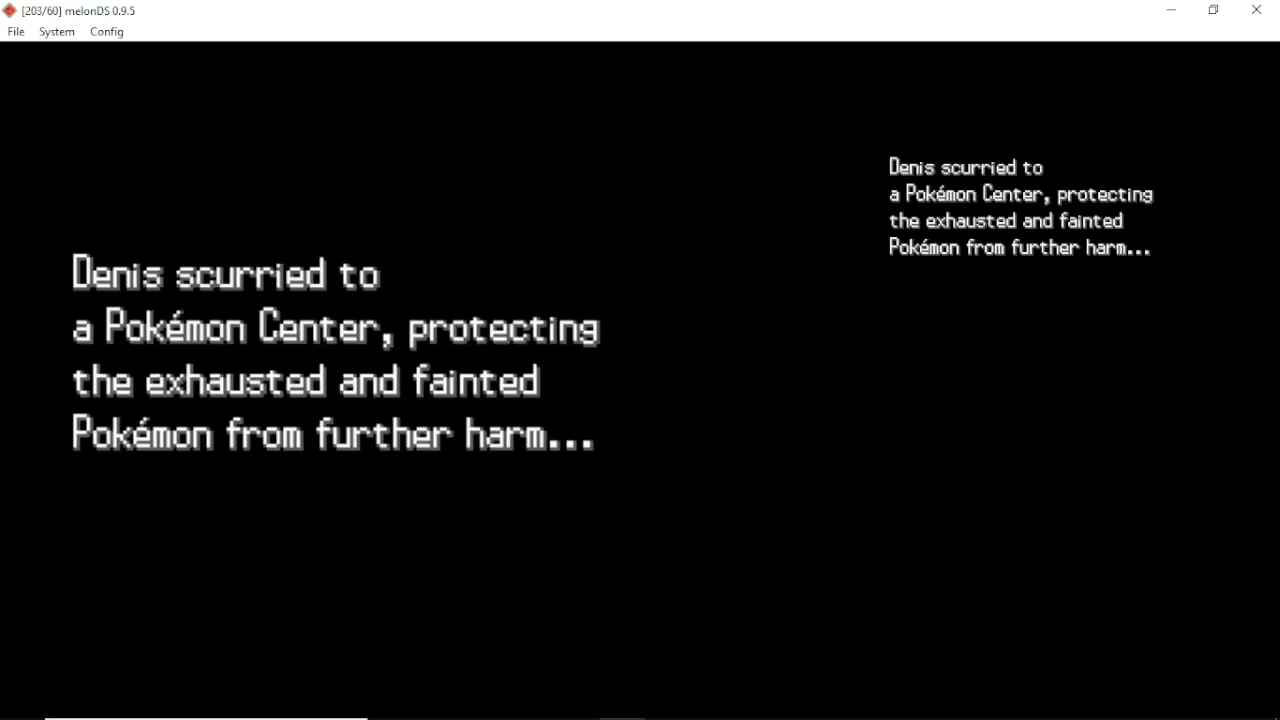 [203/60] melonDS 0.9.5
File System Config
Denis scurried to
a Pokémon Center, protecting
the exhausted and fainted
Pokémon from further harm...
Denis scurried to
a Pokémon Center, protecting
the exhausted and fainted
Pokémon from further harm...